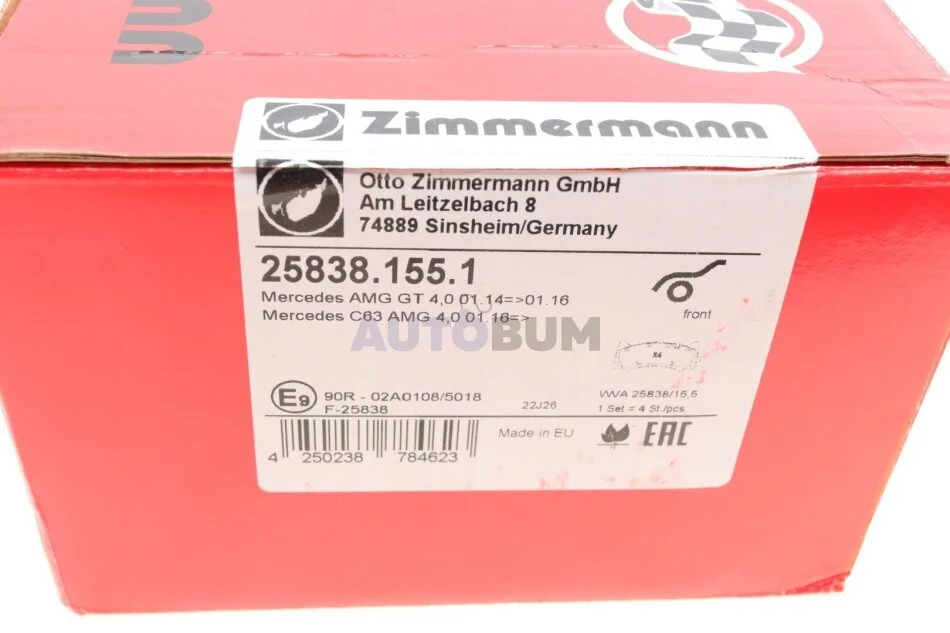 Zimmermann
Otto Zimmermann GmbH
Am Leitzelbach 8
74889 Sinsheim/Germany
25838.155.1
Mercedes AMG GT 4,0 01.14=>01.16
Mercedes C63 AMG 4,0 01.16=>
front
AUTOBUM
X4
E9
90R - 02A0108/5018
F-25838
22J26
WVA 25838/15,5
1 Set = 4 St./pcs
Made in EU
EAC
4 250238 784623